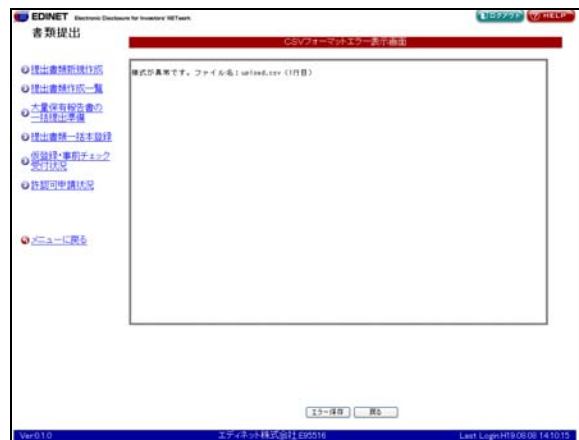 EDINET Electronic Disclosure for Investors' NETwork
ログアウト
HELP
書類提出
CSVフォーマットエラー表示画面
提出書類新規作成
提出書類作成一覧
大量保有報告書の
一括提出準備
提出書類一括本登録
仮登録・事前チェック
受付状況
許認可申請状況
メニューに戻る
様式が異常です。ファイル名：upload.csv（1行目）
エラー保存
戻る
Ver.0.1.0
エディネット株式会社:E95516
Last Login:H19.08.08 14:10:15